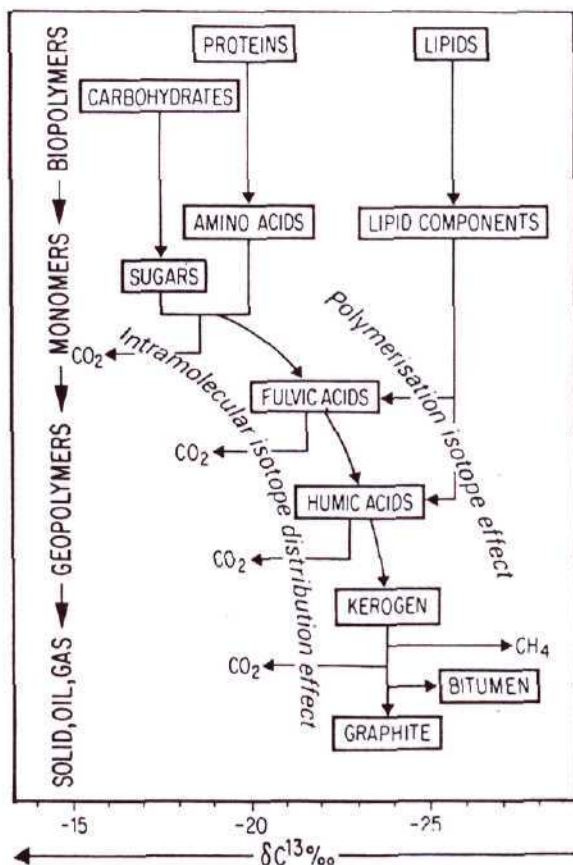 PROTEINS
LIPIDS
CARBOHYDRATES
BIOPOLYMERS
AMINO ACIDS
LIPID COMPONENTS
SUGARS
MONOMERS
CO2
Intramolecular isotope distribution effect
Polymerisation isotope effect
FULVIC ACIDS
CO2
HUMIC ACIDS
GEOPOLYMERS
CO2
KEROGEN
CH4
CO2
BITUMEN
GRAPHITE
SOLID, OIL, GAS
-15
-20
-25
δC13‰